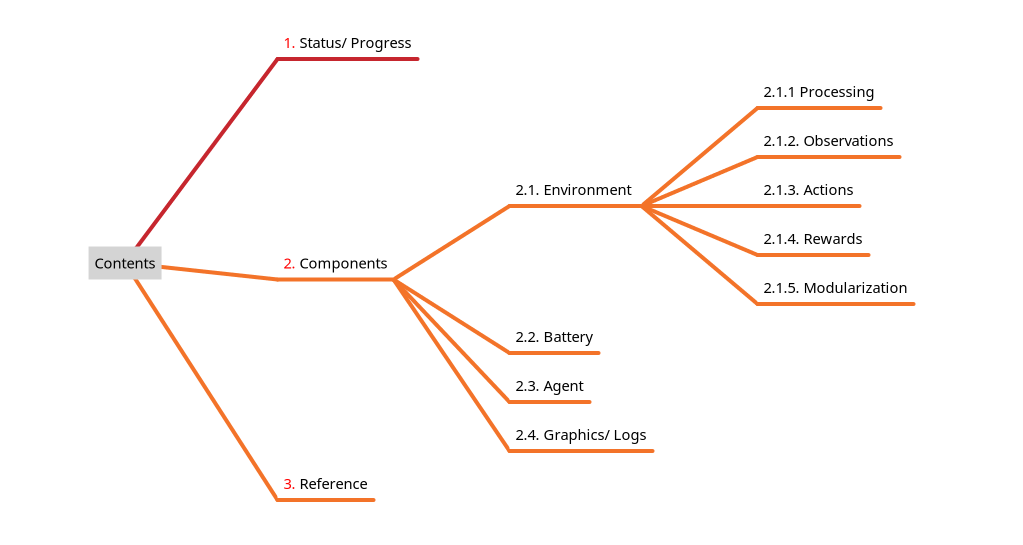 Contents
1. Status/ Progress
2. Components
2.1. Environment
2.1.1 Processing
2.1.2. Observations
2.1.3. Actions
2.1.4. Rewards
2.1.5. Modularization
2.2. Battery
2.3. Agent
2.4. Graphics/ Logs
3. Reference